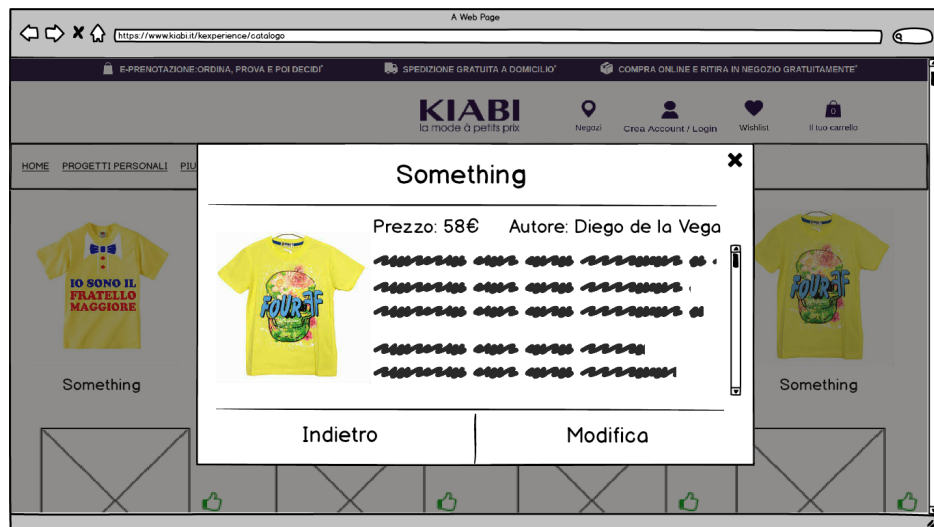 A Web Page
https://www.kiabi.it/kexperience/catalogo
E-PRENOTAZIONE:ORDINA, PROVA E POI DECIDI*
SPEDIZIONE GRATUITA A DOMICILIO*
COMPRA ONLINE E RITIRA IN NEGOZIO GRATUITAMENTE*
KIABI
la mode à petits prix
Negozi
Crea Account / Login
Wishlist
0
Il tuo carrello
HOME PROGETTI PERSONALI PIU
Something
Prezzo: 58€ Autore: Diego de la Vega
IO SONO IL
FRATELLO
MAGGIORE
FOUR
FOUR
Something
Something
Indietro
Modifica